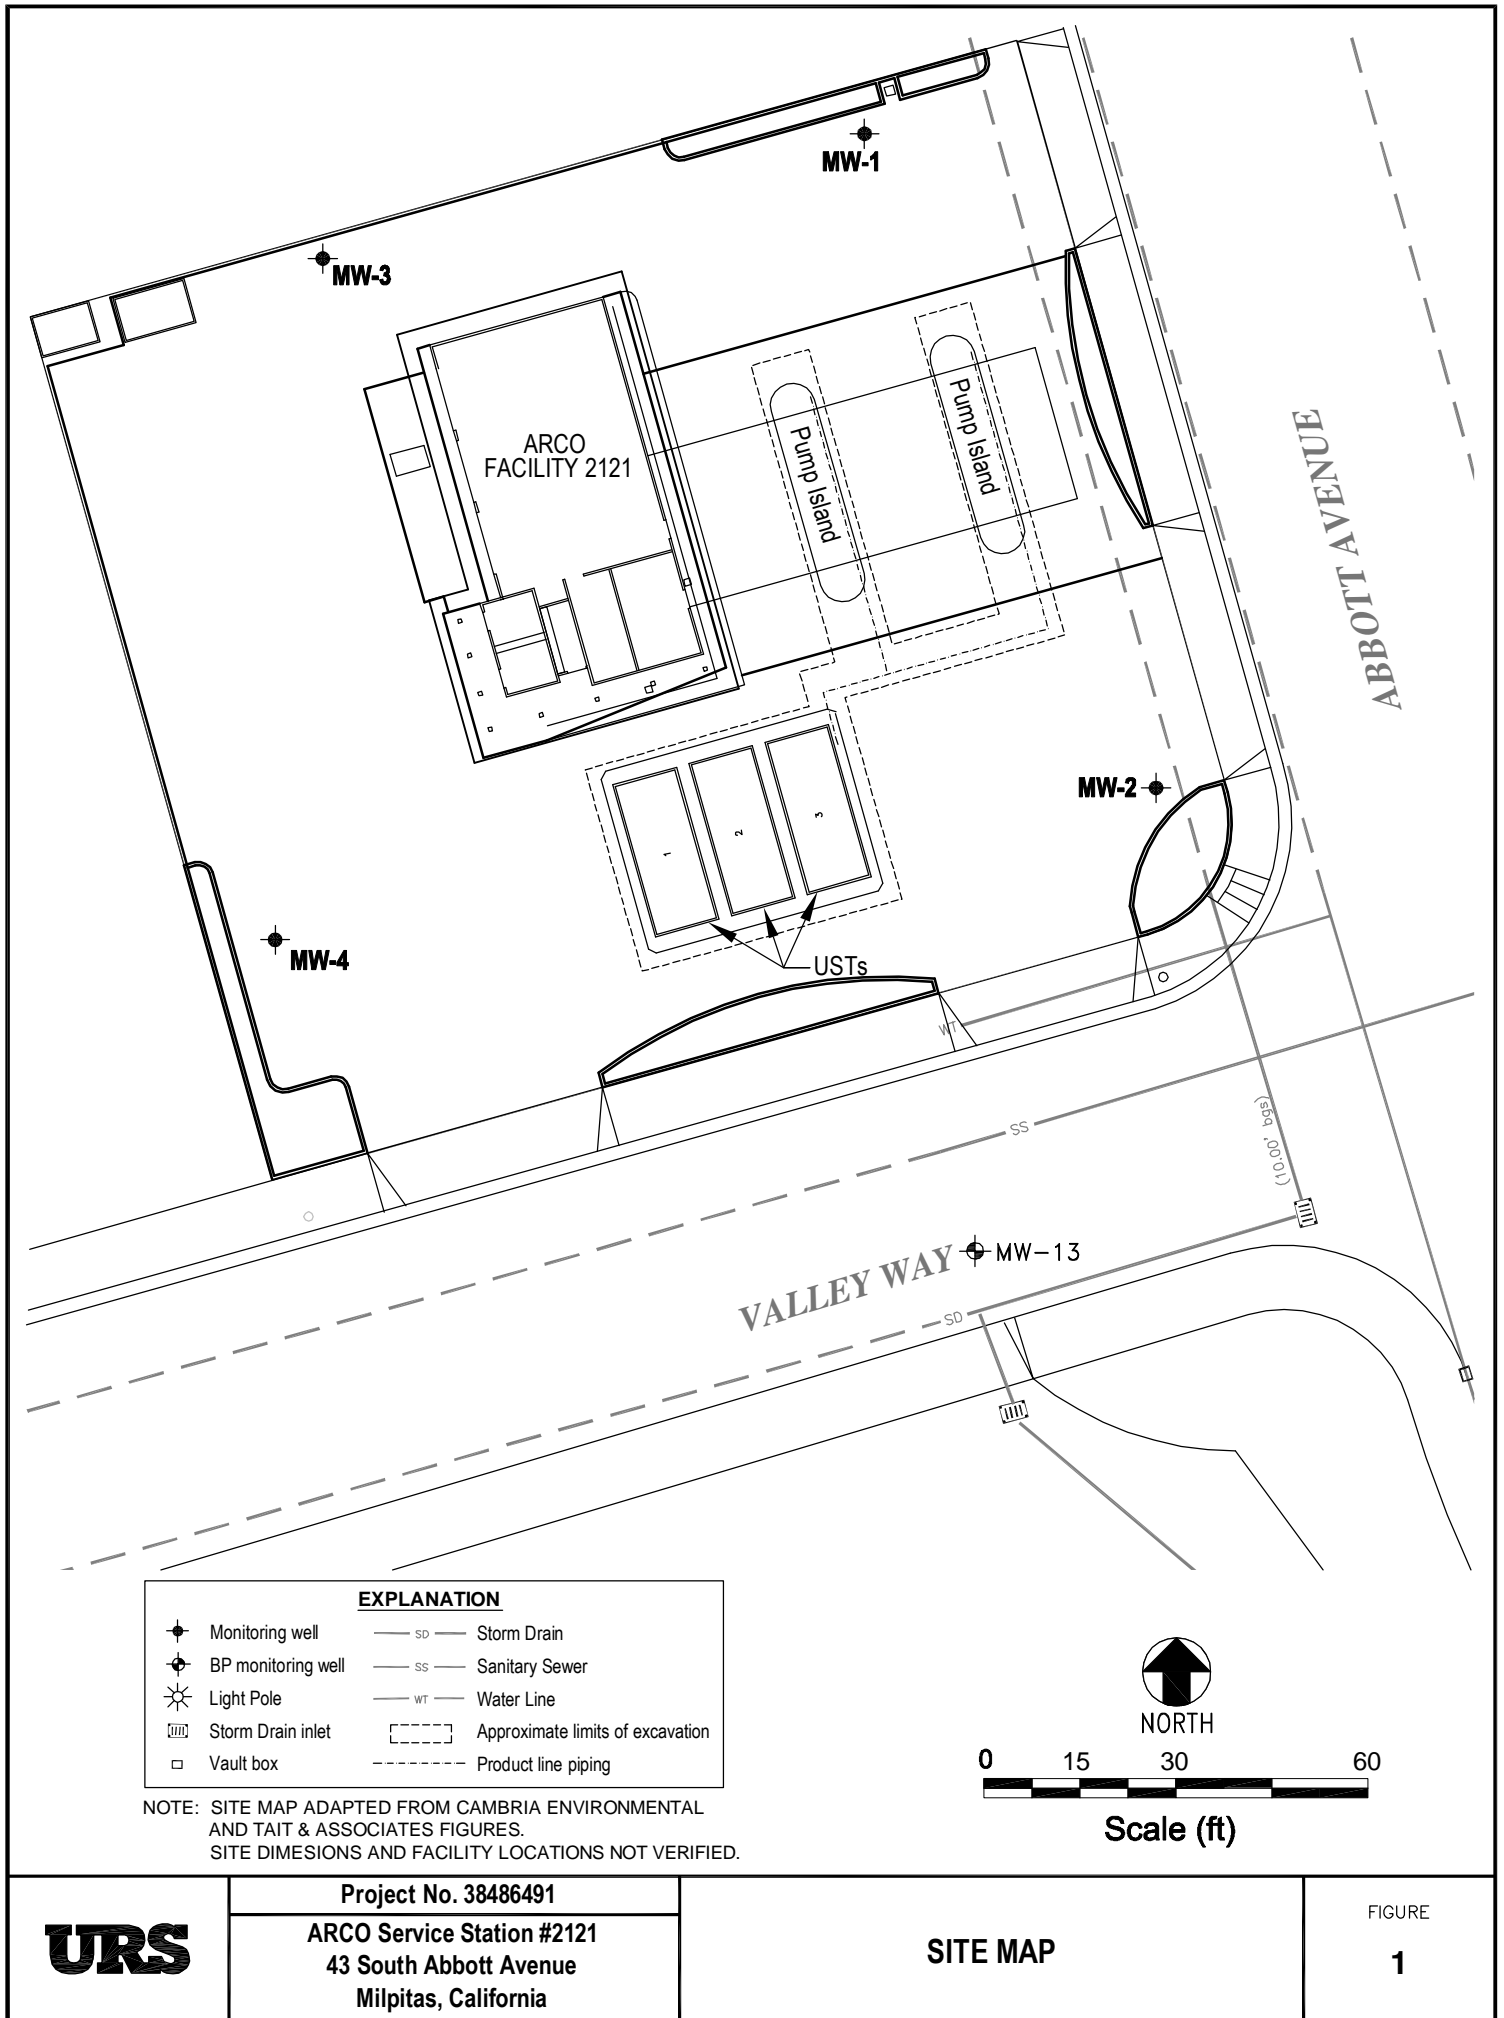 MW-1
MW-3
ARCO
FACILITY 2121
Pump Island
Pump Island
ABBOTT AVENUE
MW-2
1
2
3
MW-4
USTs
WT
SS
(10.00' bgs)
VALLEY WAY
MW-13
SD
EXPLANATION
Monitoring well
SD
Storm Drain
BP monitoring well
SS
Sanitary Sewer
Light Pole
WT
Water Line
Storm Drain inlet
Approximate limits of excavation
Vault box
Product line piping
NOTE: SITE MAP ADAPTED FROM CAMBRIA ENVIRONMENTAL
AND TAIT & ASSOCIATES FIGURES.
SITE DIMESIONS AND FACILITY LOCATIONS NOT VERIFIED.
NORTH
0 15 30 60
Scale (ft)
URS
Project No. 38486491
ARCO Service Station #2121
43 South Abbott Avenue
Milpitas, California
SITE MAP
FIGURE
1